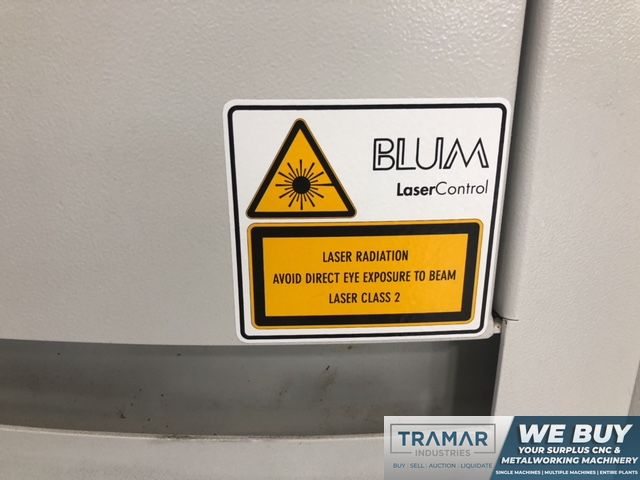 BLUM
LaserControl
LASER RADIATION
AVOID DIRECT EYE EXPOSURE TO BEAM
LASER CLASS 2
TRAMAR
INDUSTRIES
BUY | SELL | AUCTION | LIQUIDATE
WE BUY
YOUR SURPLUS CNC &
METALWORKING MACHINERY
SINGLE MACHINES | MULTIPLE MACHINES | ENTIRE PLANTS